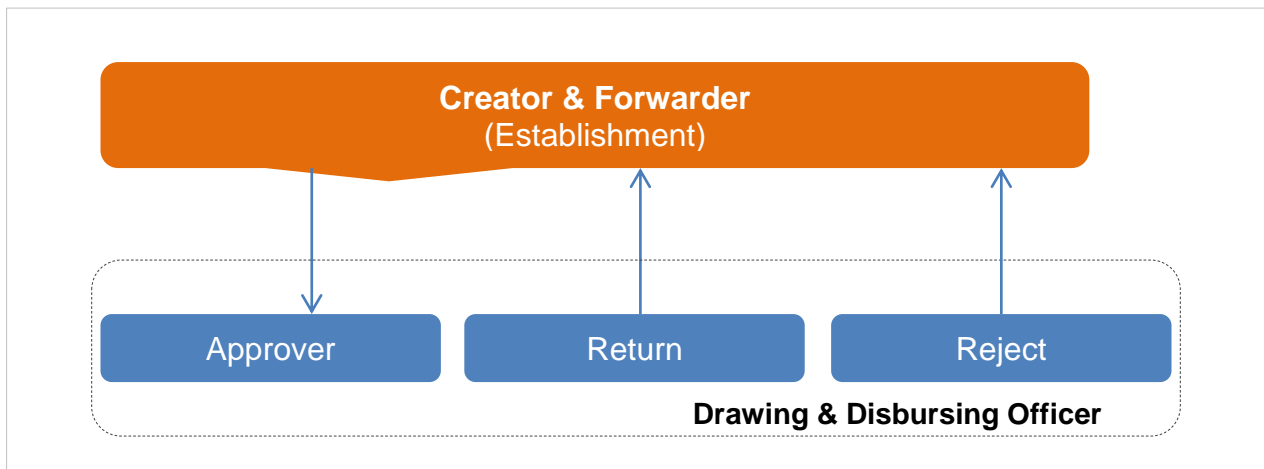 Creator & Forwarder
(Establishment)
Approver
Return
Reject
Drawing & Disbursing Officer